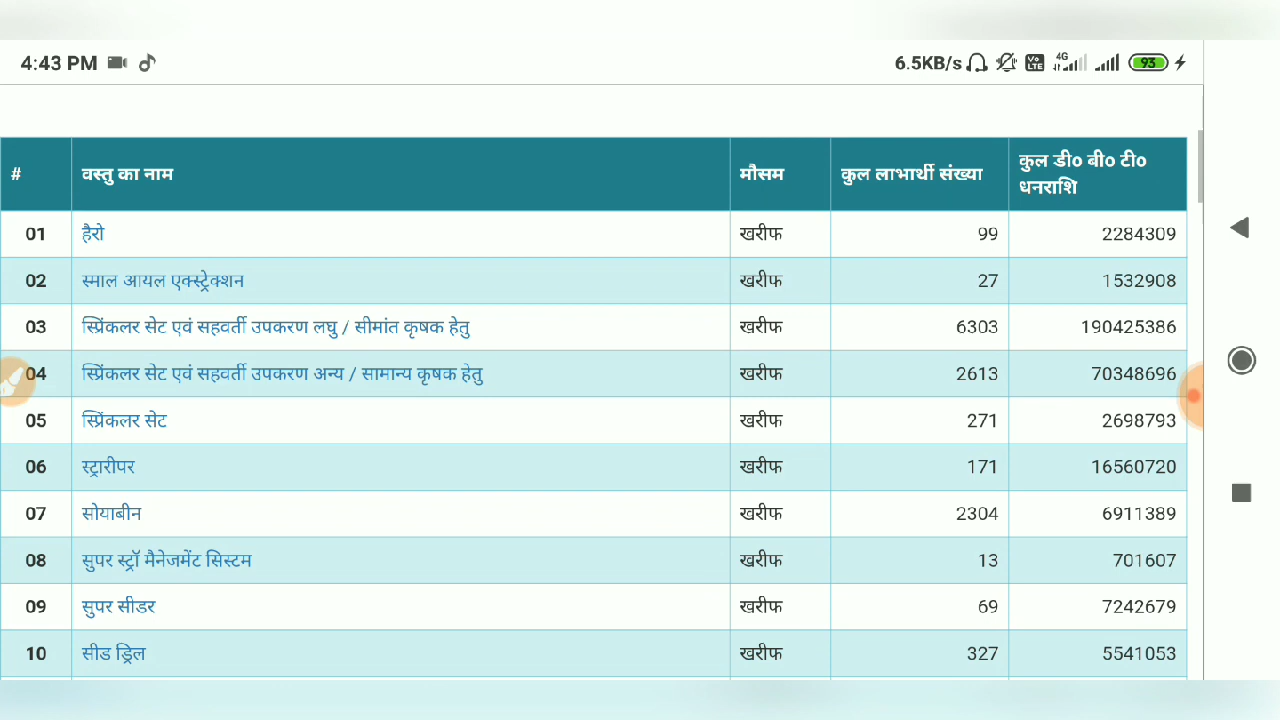 4:43 PM 6.5KB/s Vo LTE 4G 93
# वस्तु का नाम मौसम कुल लाभार्थी संख्या कुल डी० बी० टी० धनराशि
01 हैरो खरीफ 99 2284309
02 स्माल आयल एक्स्ट्रेक्शन खरीफ 27 1532908
03 स्प्रिंकलर सेट एवं सहवर्ती उपकरण लघु / सीमांत कृषक हेतु खरीफ 6303 190425386
04 स्प्रिंकलर सेट एवं सहवर्ती उपकरण अन्य / सामान्य कृषक हेतु खरीफ 2613 70348696
05 स्प्रिंकलर सेट खरीफ 271 2698793
06 स्ट्रारीपर खरीफ 171 16560720
07 सोयाबीन खरीफ 2304 6911389
08 सुपर स्ट्रॉ मैनेजमेंट सिस्टम खरीफ 13 701607
09 सुपर सीडर खरीफ 69 7242679
10 सीड ड्रिल खरीफ 327 5541053